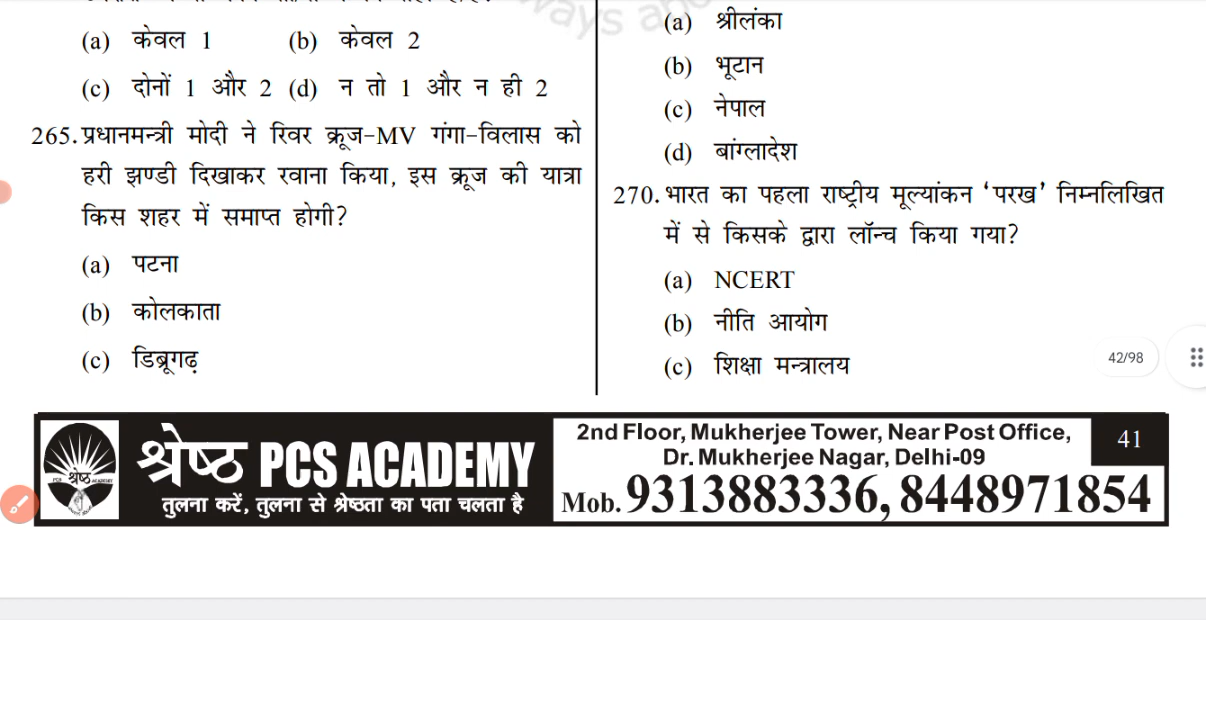 (a) केवल 1 (b) केवल 2
(c) दोनों 1 और 2 (d) न तो 1 और न ही 2
265. प्रधानमन्त्री मोदी ने रिवर क्रूज-MV गंगा-विलास को
हरी झण्डी दिखाकर रवाना किया, इस क्रूज की यात्रा
किस शहर में समाप्त होगी?
(a) पटना
(b) कोलकाता
(c) डिब्रूगढ़
(a) श्रीलंका
(b) भूटान
(c) नेपाल
(d) बांग्लादेश
270. भारत का पहला राष्ट्रीय मूल्यांकन ‘परख’ निम्नलिखित
में से किसके द्वारा लॉन्च किया गया?
(a) NCERT
(b) नीति आयोग
(c) शिक्षा मन्त्रालय
42/98
श्रेष्ठ PCS ACADEMY
तुलना करें, तुलना से श्रेष्ठता का पता चलता है
2nd Floor, Mukherjee Tower, Near Post Office,
Dr. Mukherjee Nagar, Delhi-09
Mob. 9313883336, 8448971854
41